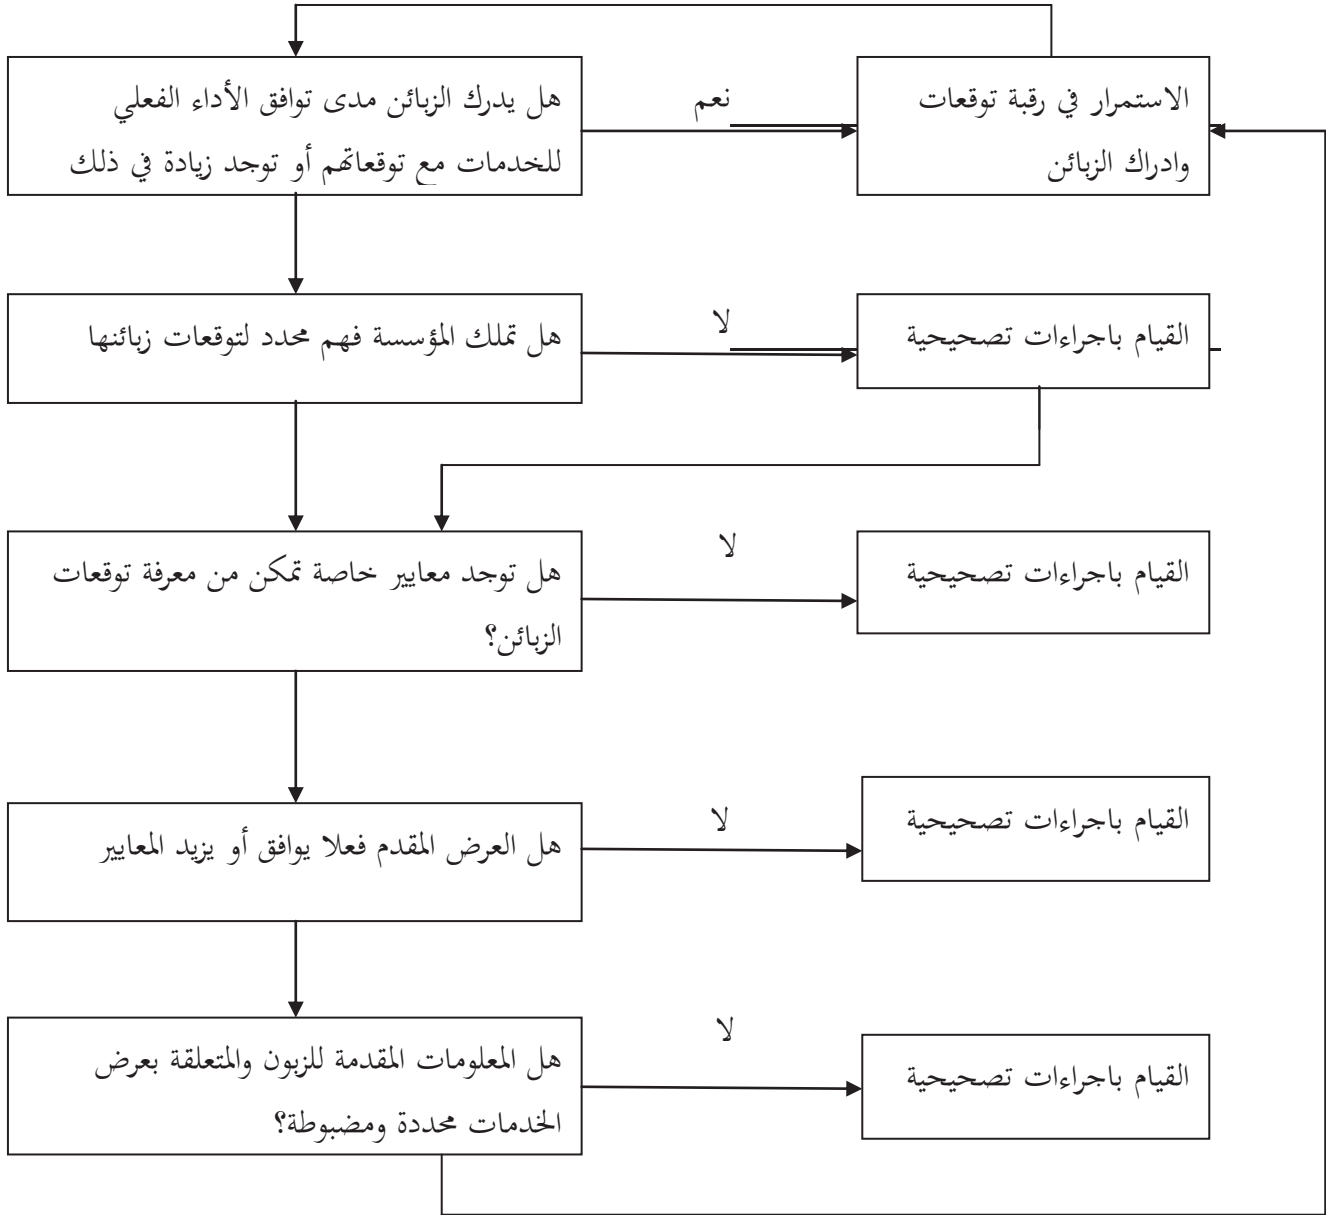 هل يدرك الزبائن مدى توافق الأداء الفعلي
للخدمات مع توقعاتهم أو توجد زيادة في ذلك
نعم
الاستمرار في رقبة توقعات
وادراك الزبائن
هل تملك المؤسسة فهم محدد لتوقعات زبائنها
لا
القيام باجراءات تصحيحية
هل توجد معايير خاصة تمكن من معرفة توقعات
الزبائن؟
لا
القيام باجراءات تصحيحية
هل العرض المقدم فعلا يوافق أو يزيد المعايير
لا
القيام باجراءات تصحيحية
هل المعلومات المقدمة للزبون والمتعلقة بعرض
الخدمات محددة ومضبوطة؟
لا
القيام باجراءات تصحيحية